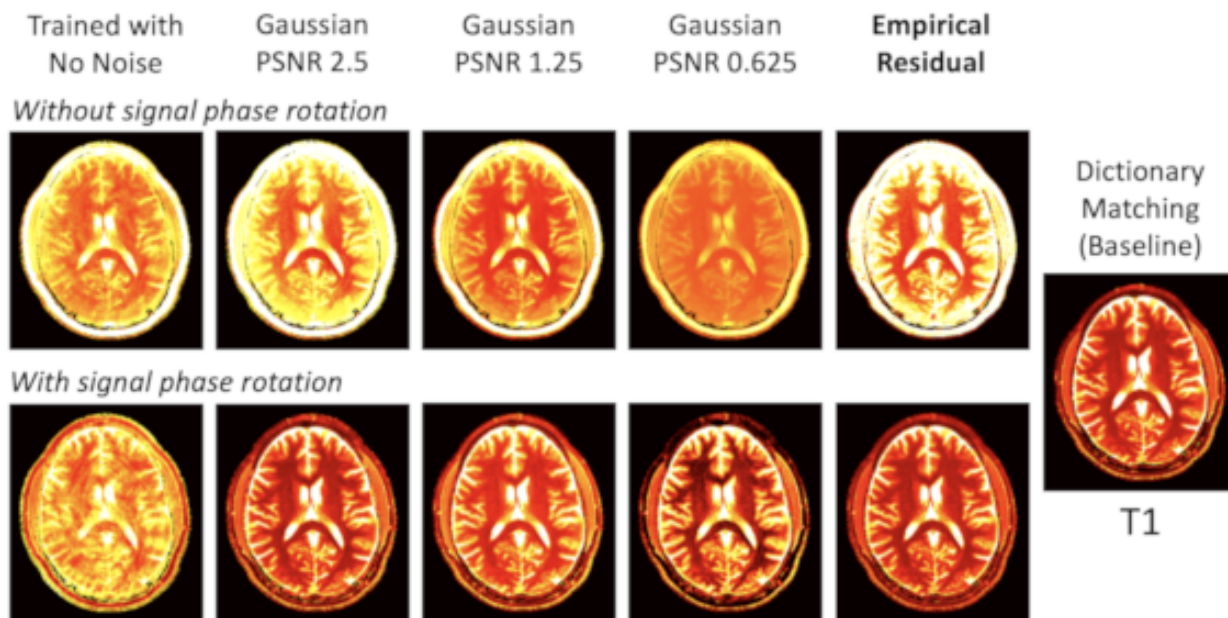 Trained with
No Noise
Gaussian
PSNR 2.5
Gaussian
PSNR 1.25
Gaussian
PSNR 0.625
Empirical
Residual
Without signal phase rotation
With signal phase rotation
Dictionary
Matching
(Baseline)
T1